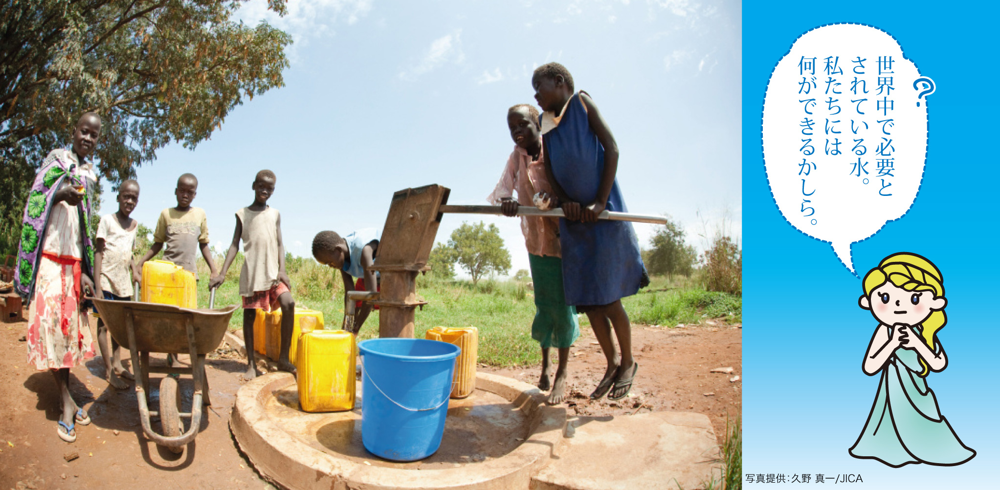 世界中で必要と
されている水。
私たちには
何ができるかしら。
?
写真提供：久野 真一/JICA